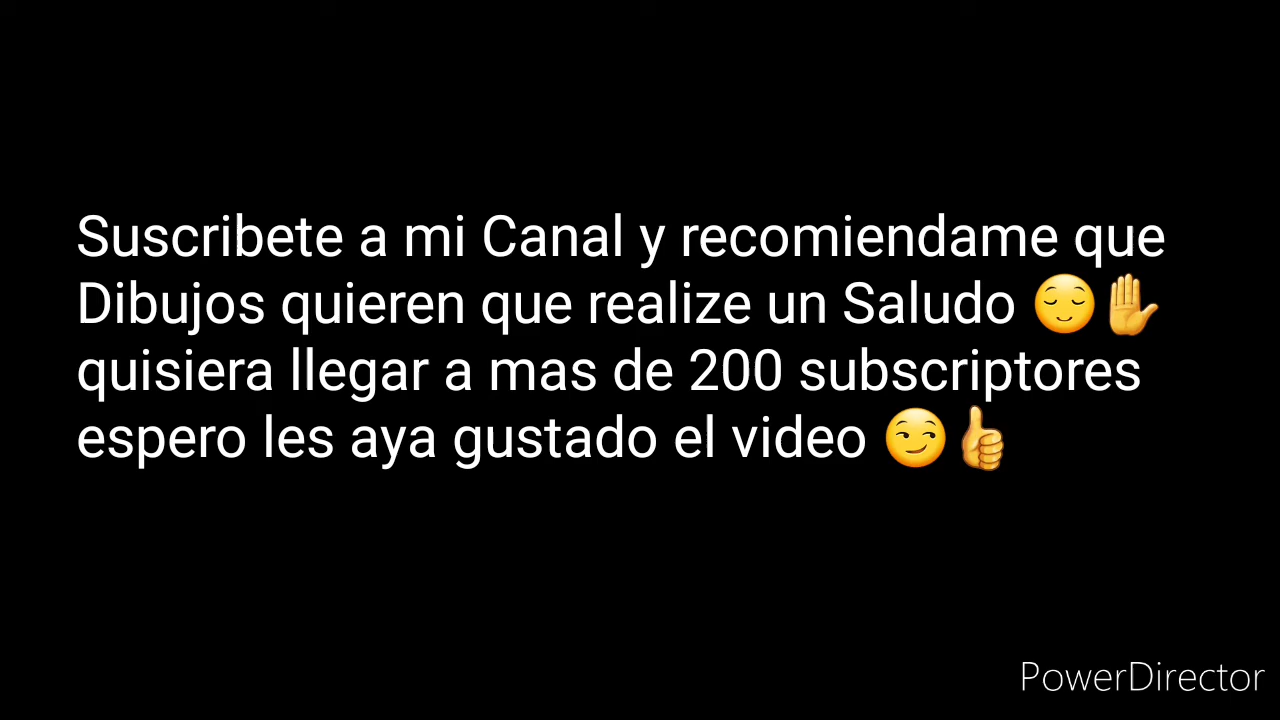 Suscribete a mi Canal y recomiendame que
Dibujos quieren que realize un Saludo 😌✋
quisiera llegar a mas de 200 subscriptores
espero les aya gustado el video 😏👍
PowerDirector